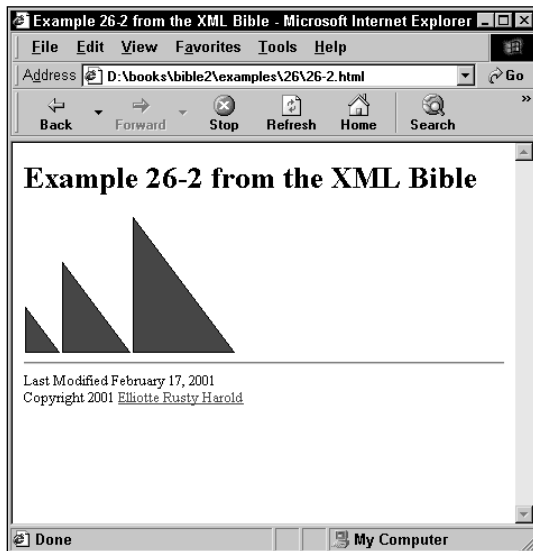 Example 26-2 from the XML Bible - Microsoft Internet Explorer
File Edit View Favorites Tools Help
Address D:\books\bible2\examples\26\26-2.html Go
Back Forward Stop Refresh Home Search »
Example 26-2 from the XML Bible
Last Modified February 17, 2001
Copyright 2001 Elliotte Rusty Harold
Done My Computer